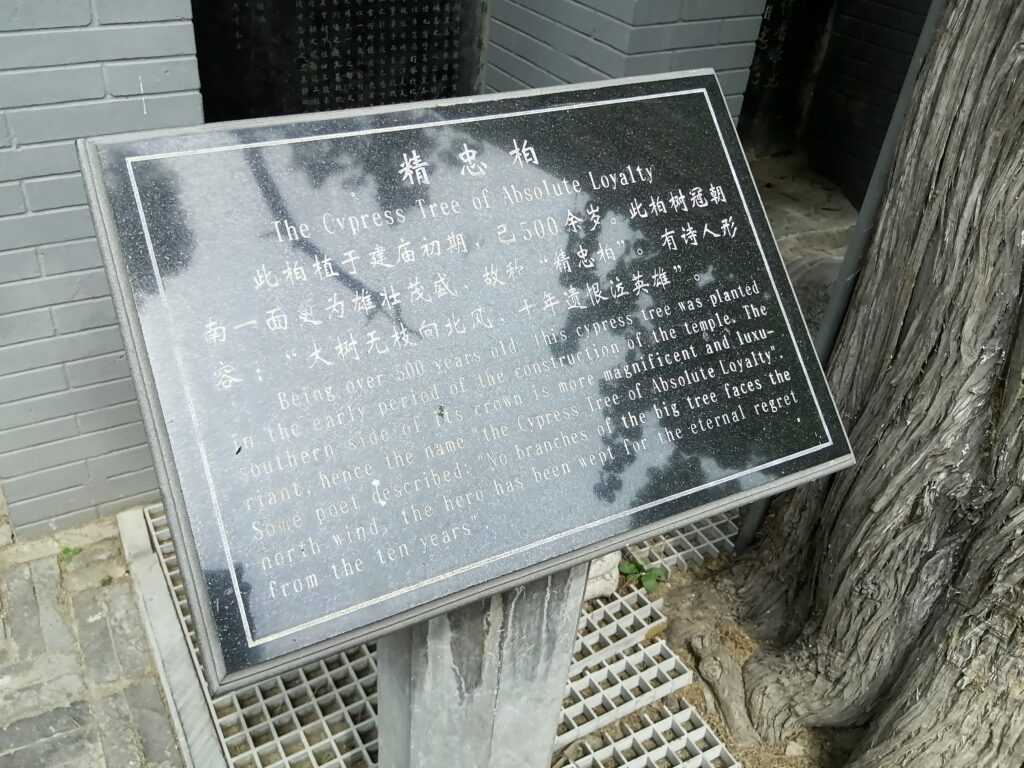 精忠柏
The Cypress Tree of Absolute Loyalty
此柏植于建庙初期，已500余岁。此柏树冠朝
南一面更为雄壮茂盛，故称“精忠柏”。有诗人形
容：“大树无枝向北风，十年遗恨泣英雄”。
Being over 500 years old, this cypress tree was planted
in the early period of the construction of the temple. The
southern side of its crown is more magnificent and luxu-
riant, hence the name "the Cypress Tree of Absolute Loyalty".
Some poet described: "No branches of the big tree faces the
north wind, the hero has been wept for the eternal regret
from the ten years".